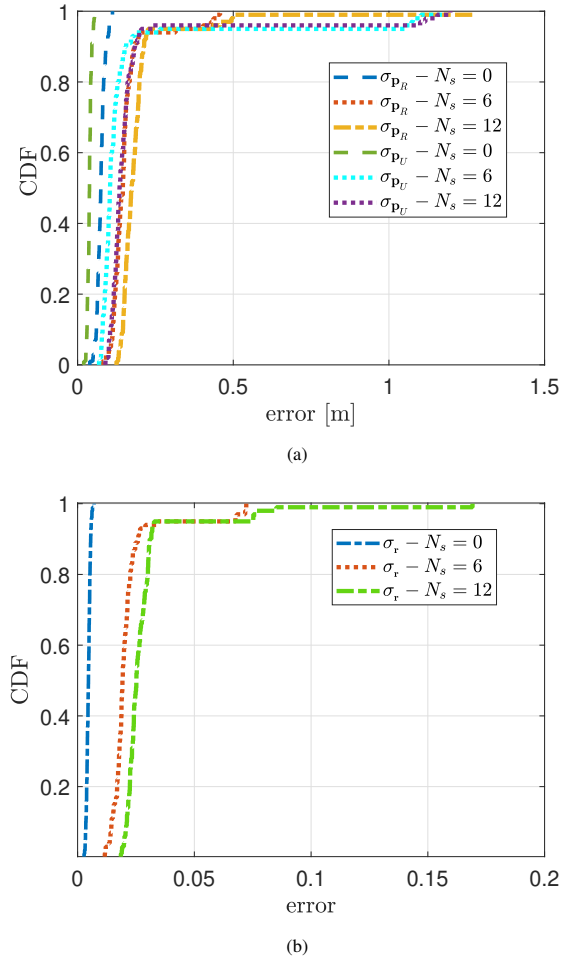 1
0.8
0.6
0.4
0.2
0
CDF
σ_{p_R} − N_s = 0
σ_{p_R} − N_s = 6
σ_{p_R} − N_s = 12
σ_{p_U} − N_s = 0
σ_{p_U} − N_s = 6
σ_{p_U} − N_s = 12
0 0.5 1 1.5
error [m]
(a)
1
0.8
0.6
0.4
0.2
CDF
σ_r − N_s = 0
σ_r − N_s = 6
σ_r − N_s = 12
0 0.05 0.1 0.15 0.2
error
(b)